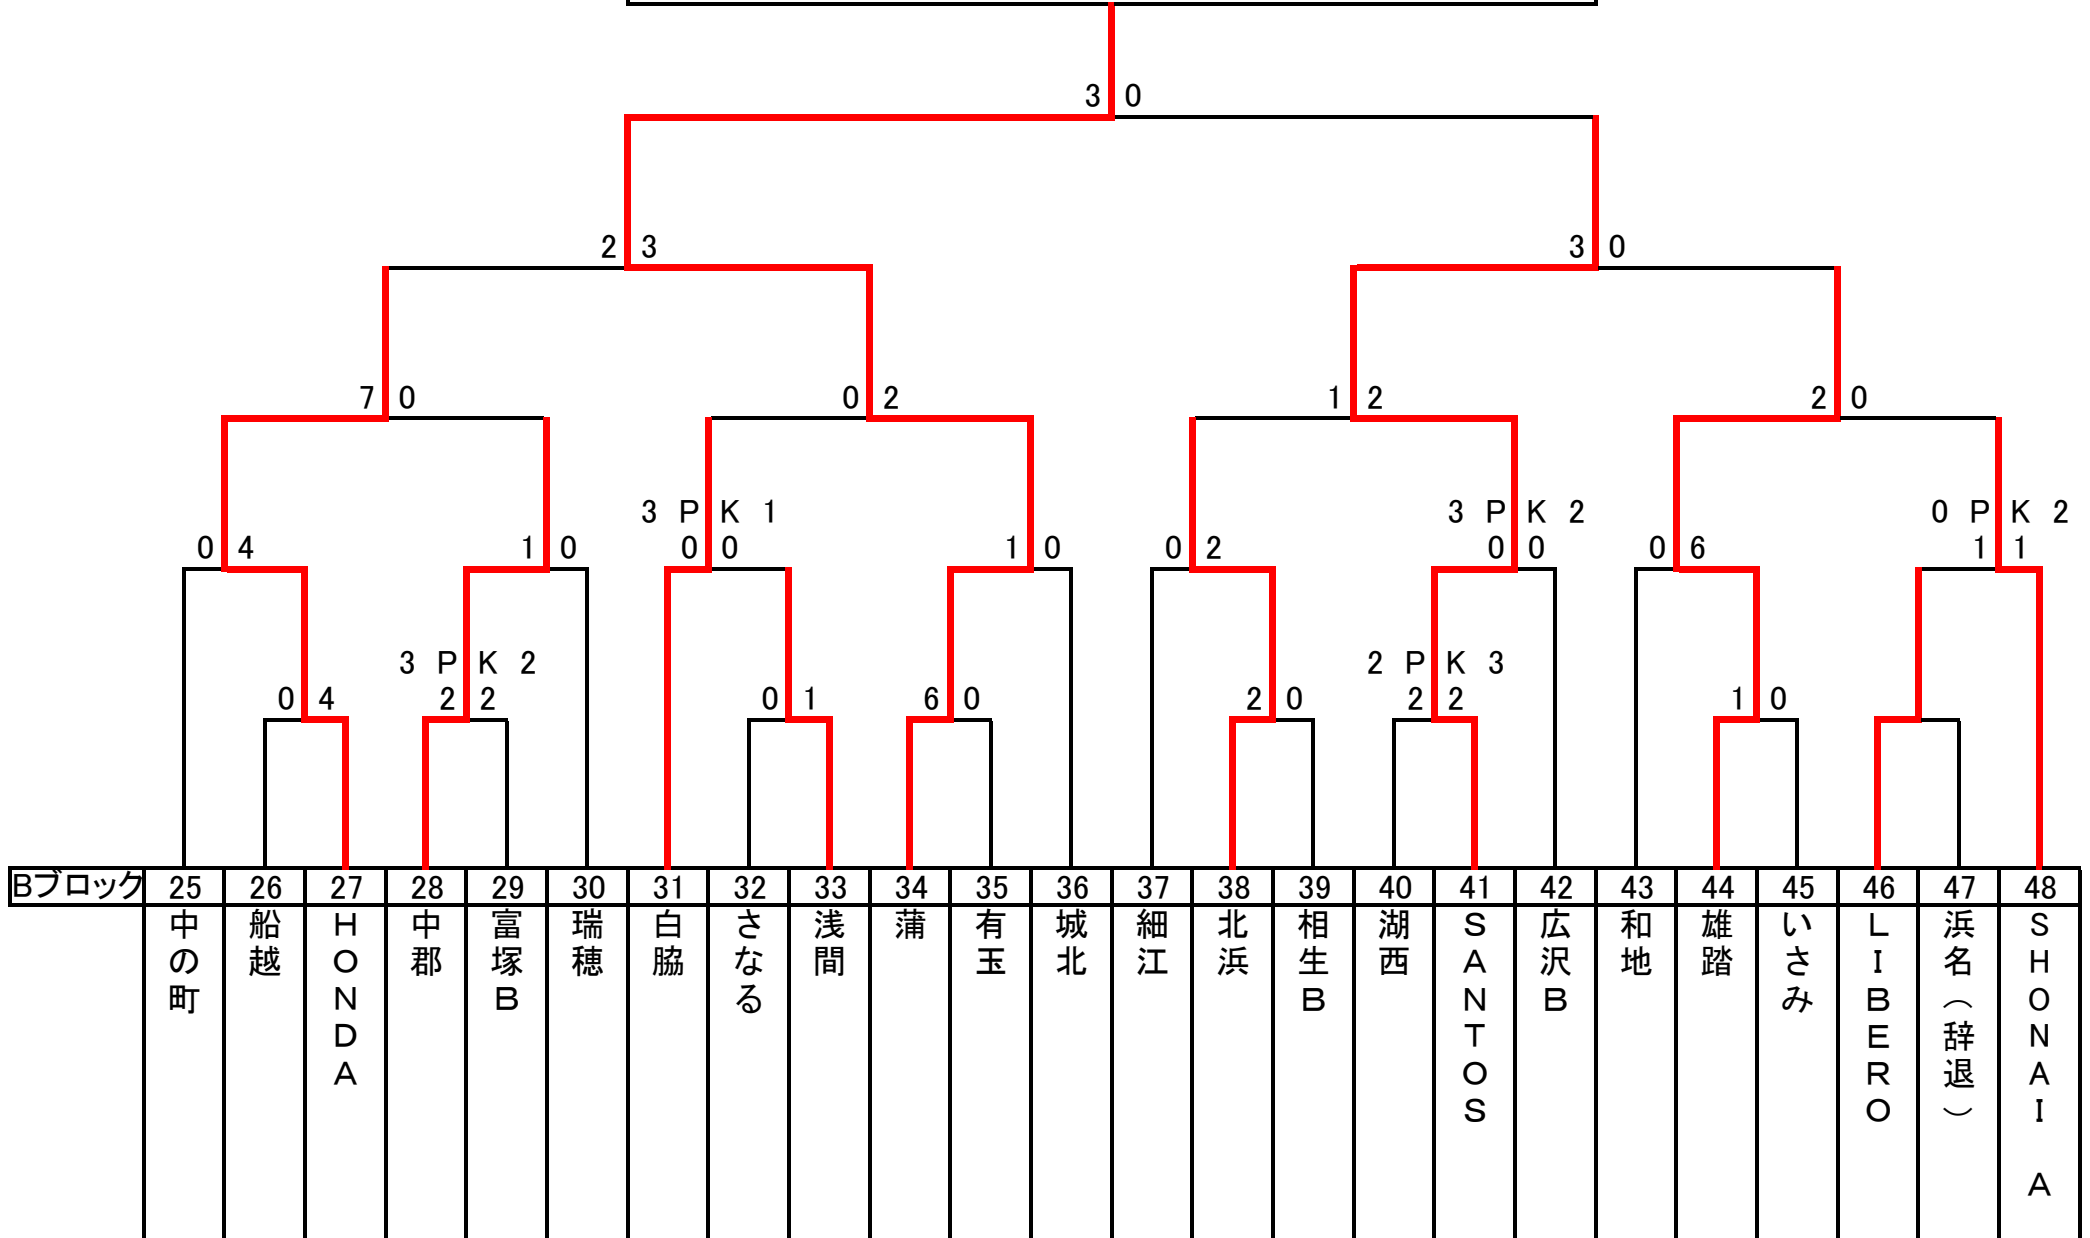 3 0
2 3
3 0
7 0
0 2
1 2
2 0
3 PK 1
3 PK 2
0 PK 2
0 4
1 0
0 0
1 0
0 2
0 0
0 6
1 1
3 PK 2
2 PK 3
0 4
2 2
0 1
6 0
2 0
2 2
1 0
Bブロック 25 26 27 28 29 30 31 32 33 34 35 36 37 38 39 40 41 42 43 44 45 46 47 48
中の町
船越
HONDA
中郡
富塚B
瑞穂
白脇
さなる
浅間
蒲
有玉
城北
細江
北浜
相生B
湖西
SANTOS
広沢B
和地
雄踏
いさみ
LIBERO
浜名(辞退)
SHONAI A